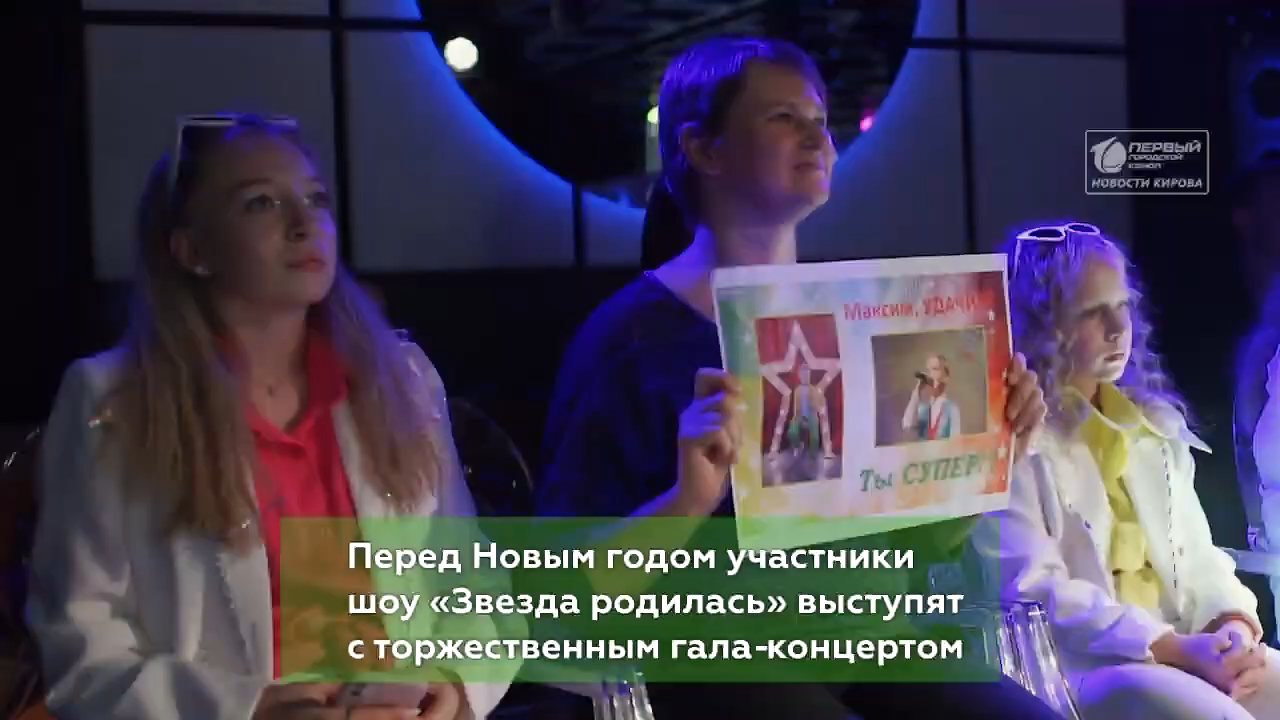 ПЕРВЫЙ
ГОРОДСКОЙ
КАНАЛ
НОВОСТИ КИРОВА
Максим, УДАЧИ
Ты СУПЕР!
Перед Новым годом участники
шоу «Звезда родилась» выступят
с торжественным гала-концертом